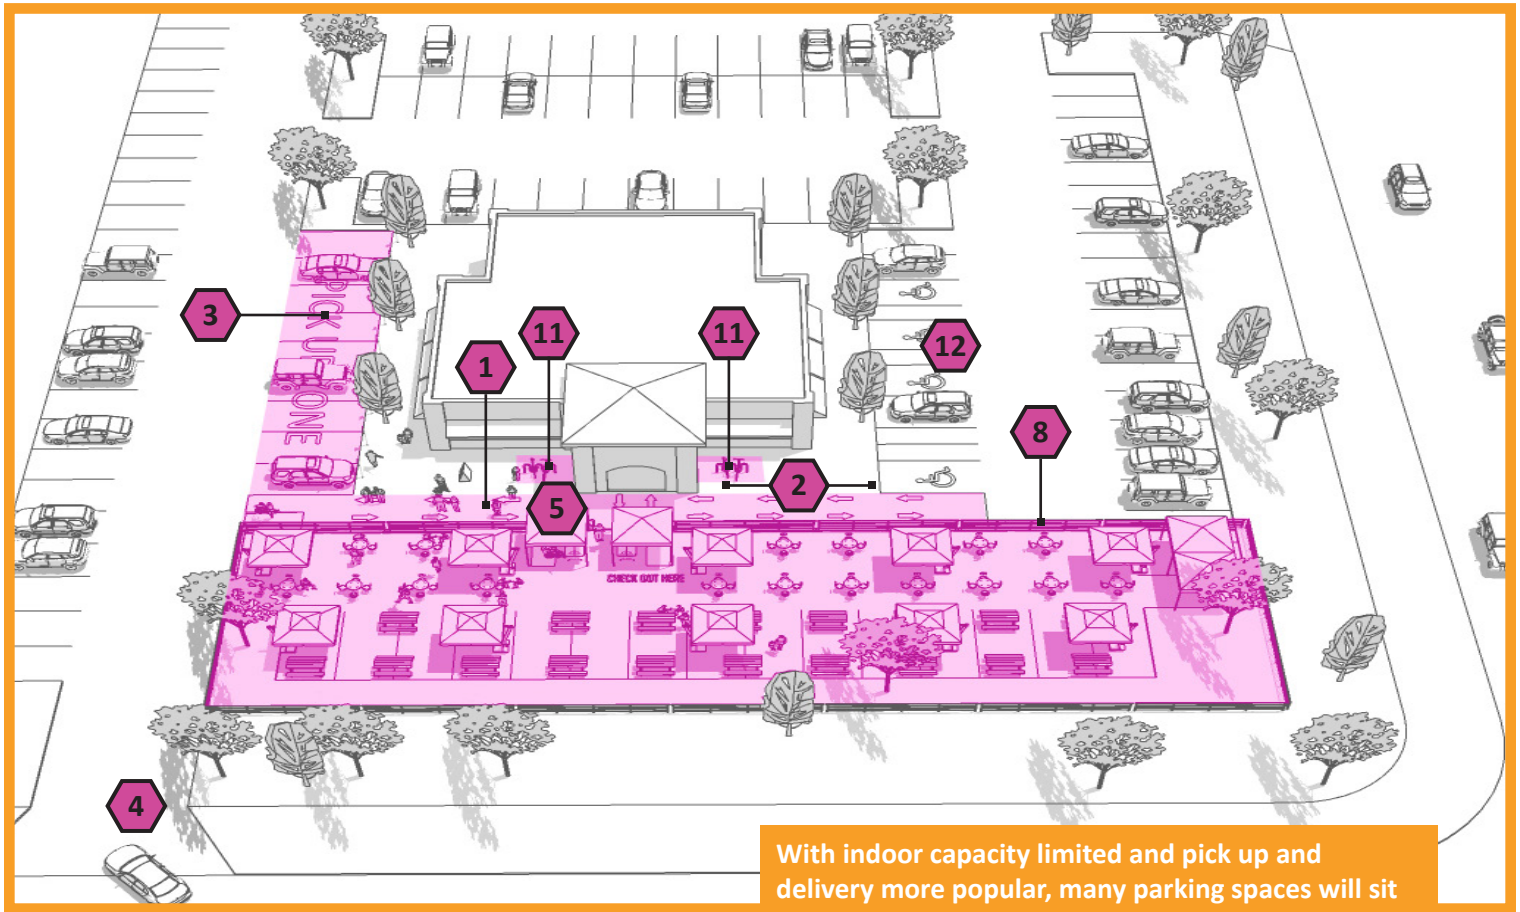 3
11
11
1
12
PICK UP ZONE
8
2
5
CHECK OUT HERE
4
With indoor capacity limited and pick up and
delivery more popular, many parking spaces will sit